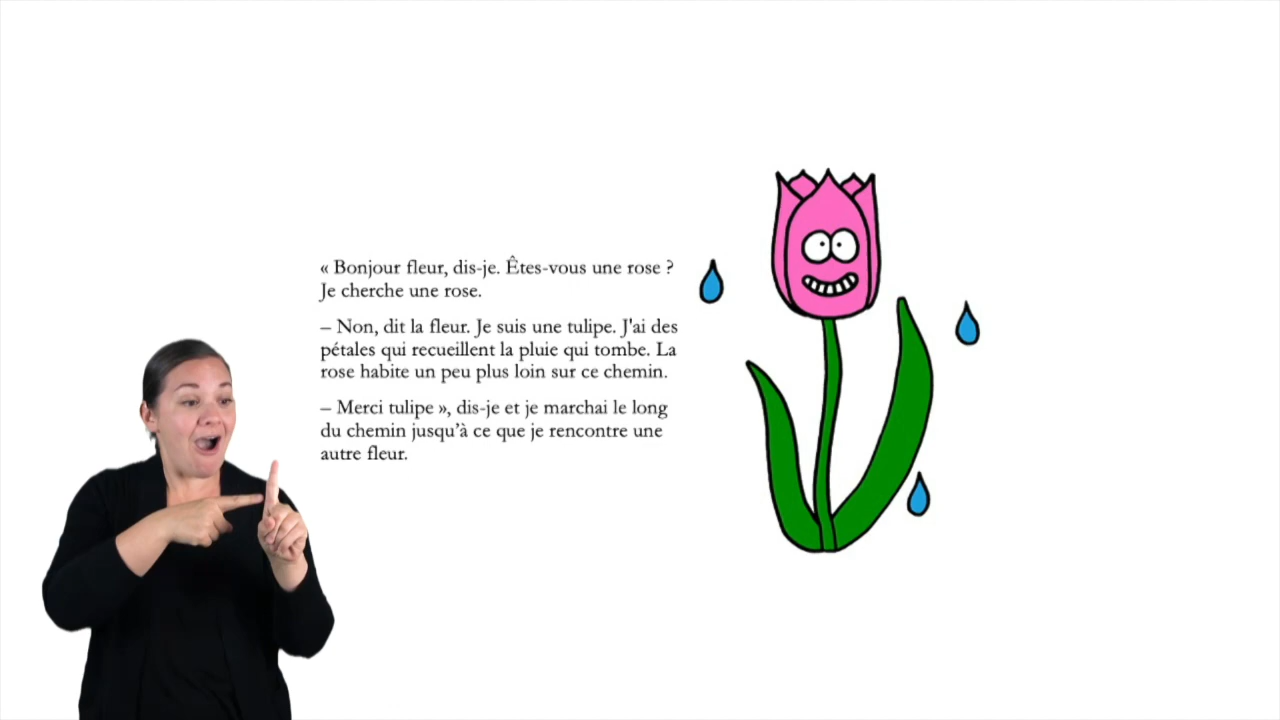 « Bonjour fleur, dis-je. Êtes-vous une rose ?
Je cherche une rose.
– Non, dit la fleur. Je suis une tulipe. J'ai des
pétales qui recueillent la pluie qui tombe. La
rose habite un peu plus loin sur ce chemin.
– Merci tulipe », dis-je et je marchai le long
du chemin jusqu’à ce que je rencontre une
autre fleur.